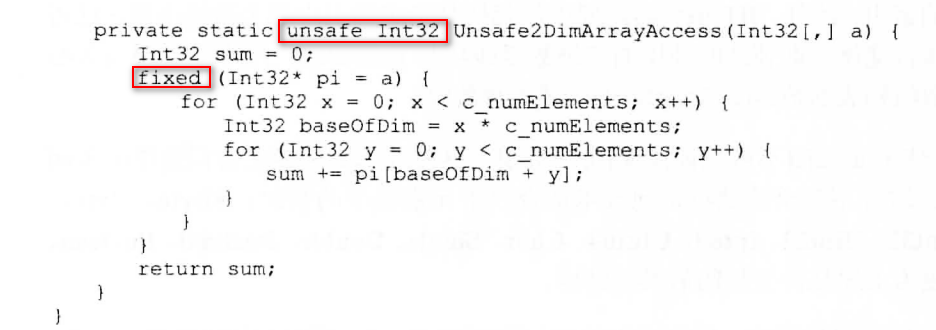 private static unsafe Int32 Unsafe2DimArrayAccess(Int32[,] a) {
Int32 sum = 0;
fixed (Int32* pi = a) {
for (Int32 x = 0; x < c_numElements; x++) {
Int32 baseOfDim = x * c_numElements;
for (Int32 y = 0; y < c_numElements; y++) {
sum += pi[baseOfDim + y];
}
}
}
return sum;
}
}